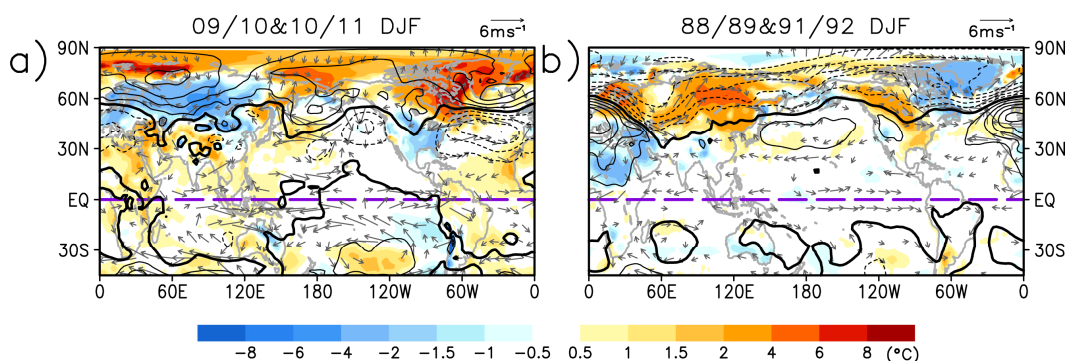 09/10&10/11 DJF
6ms⁻¹
88/89&91/92 DJF
6ms⁻¹
a)
b)
90N
60N
30N
EQ
30S
90N
60N
30N
EQ
30S
0 60E 120E 180 120W 60W 0
0 60E 120E 180 120W 60W 0
-8 -6 -4 -2 -1.5 -1 -0.5
0.5 1 1.5 2 4 6 8 (°C)